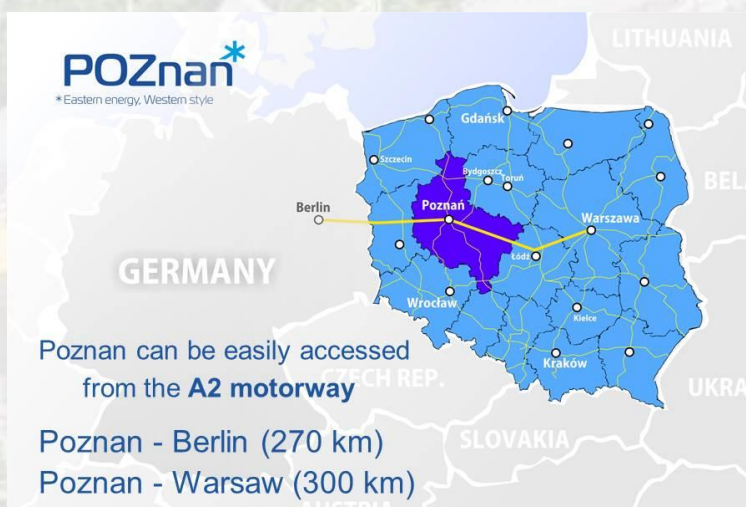 POZnan*
*Eastern energy, Western style
LITHUANIA
Gdańsk
Szczecin
Bydgoszcz
Toruń
BEL
Berlin
Poznań
Warszawa
GERMANY
Łódź
Wrocław
Kielce
Poznan can be easily accessed
from the A2 motorway
CZECH REP.
Kraków
UKRA
Poznan - Berlin (270 km)
SLOVAKIA
Poznan - Warsaw (300 km)
AUSTRIA